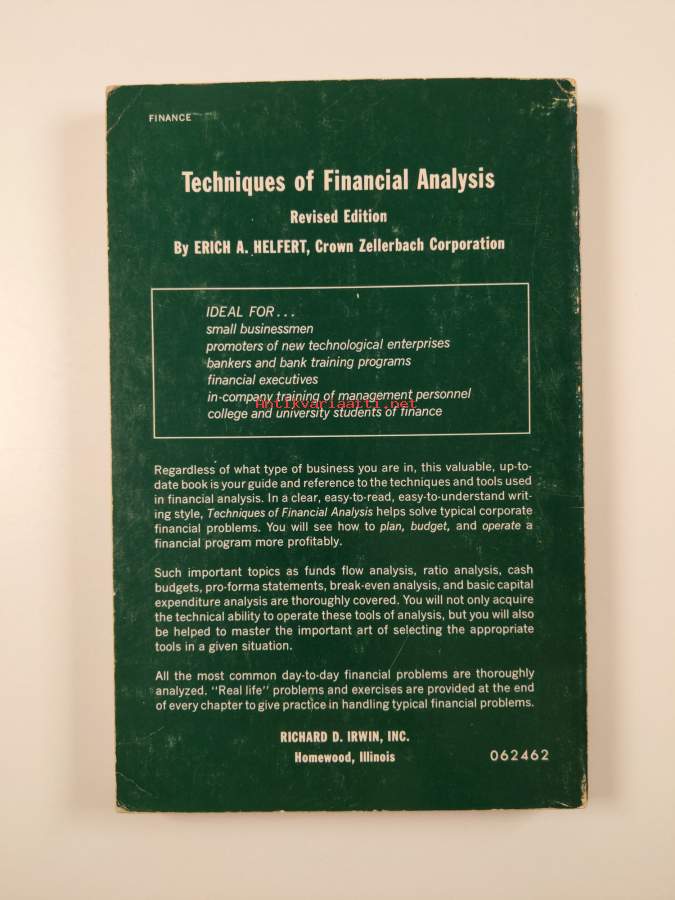 FINANCE
Techniques of Financial Analysis
Revised Edition
By ERICH A. HELFERT, Crown Zellerbach Corporation
IDEAL FOR...
small businessmen
promoters of new technological enterprises
bankers and bank training programs
financial executives
in-company training of management personnel
Antikvariaatti.net
college and university students of finance
Regardless of what type of business you are in, this valuable, up-to-
date book is your guide and reference to the techniques and tools used
in financial analysis. In a clear, easy-to-read, easy-to-understand writ-
ing style, Techniques of Financial Analysis helps solve typical corporate
financial problems. You will see how to plan, budget, and operate a
financial program more profitably.
Such important topics as funds flow analysis, ratio analysis, cash
budgets, pro-forma statements, break-even analysis, and basic capital
expenditure analysis are thoroughly covered. You will not only acquire
the technical ability to operate these tools of analysis, but you will also
be helped to master the important art of selecting the appropriate
tools in a given situation.
All the most common day-to-day financial problems are thoroughly
analyzed. "Real life" problems and exercises are provided at the end
of every chapter to give practice in handling typical financial problems.
RICHARD D. IRWIN, INC.
Homewood, Illinois
062462